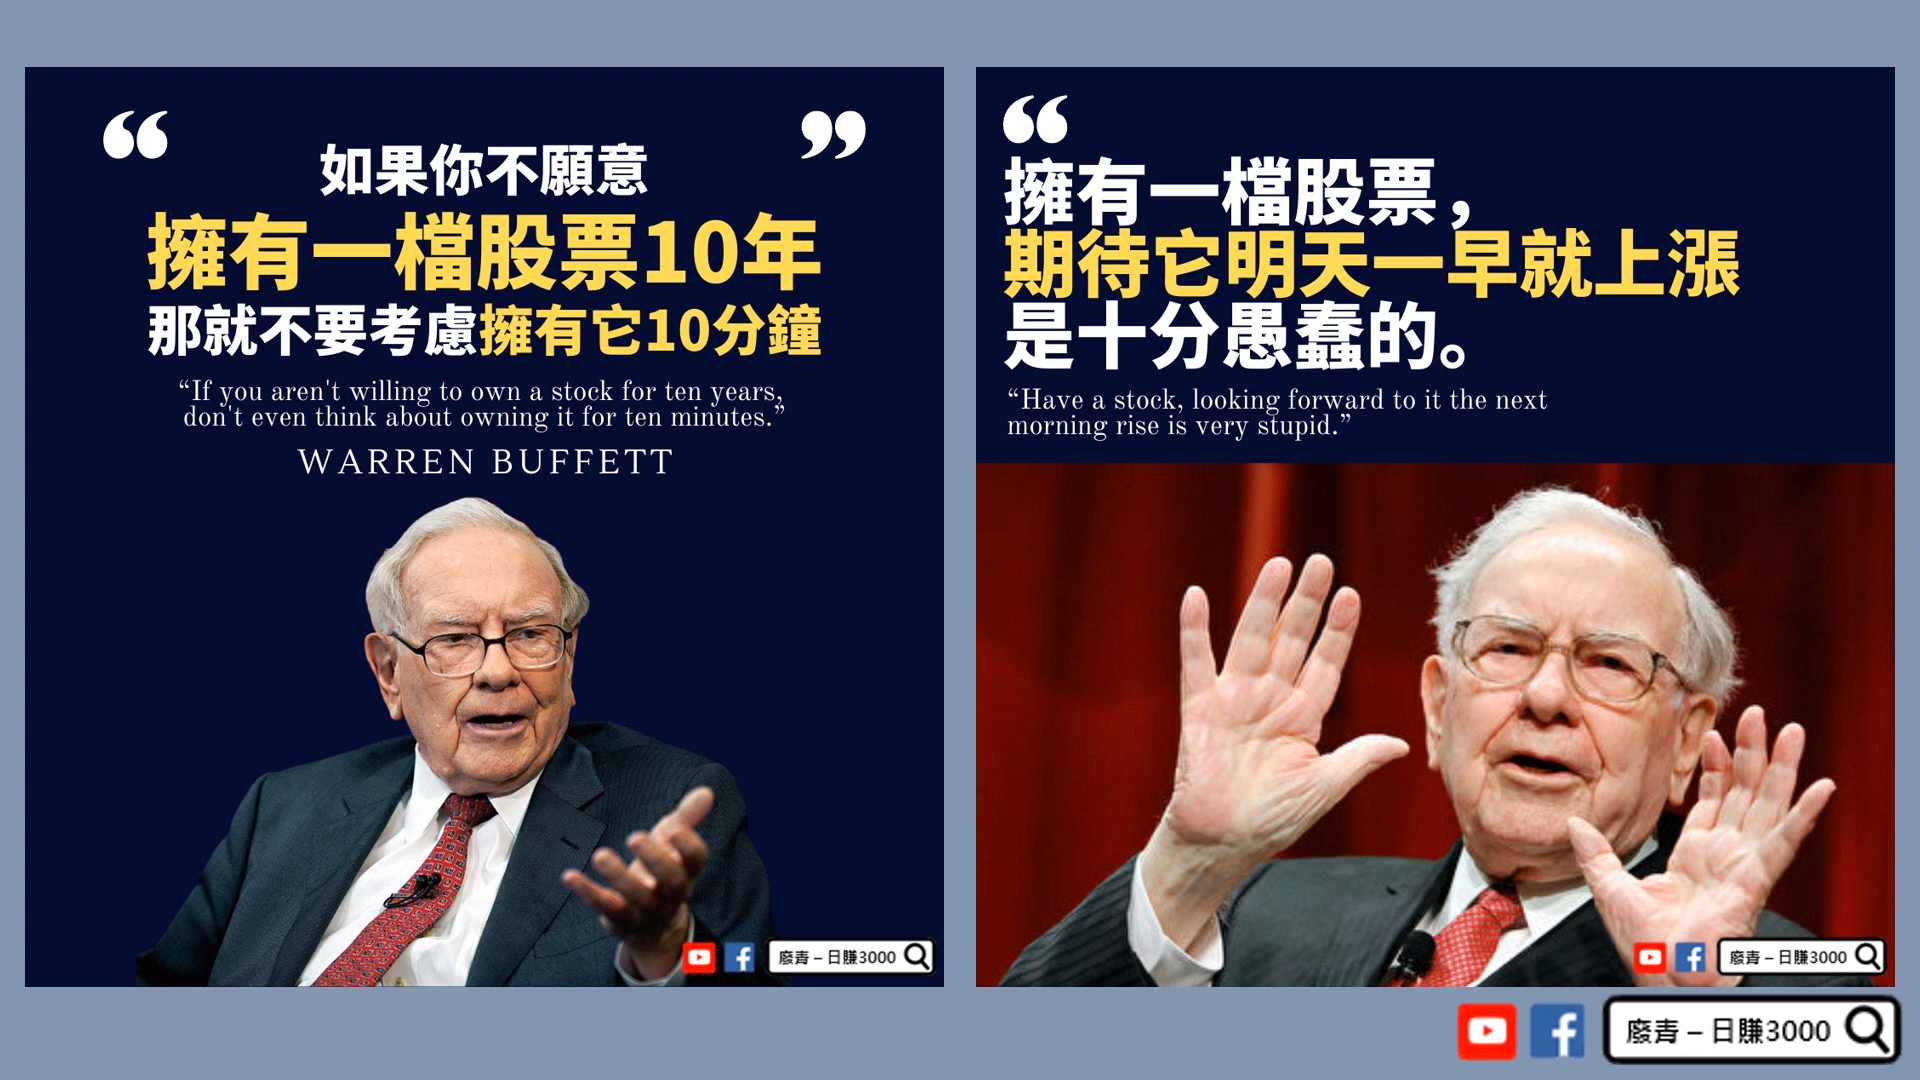 “ ”
如果你不願意
擁有一檔股票10年
那就不要考慮擁有它10分鐘
“If you aren't willing to own a stock for ten years,
don't even think about owning it for ten minutes.”
WARREN BUFFETT
廢青 – 日賺3000
“
擁有一檔股票，
期待它明天一早就上漲
是十分愚蠢的。
“Have a stock, looking forward to it the next
morning rise is very stupid.”
廢青 – 日賺3000
廢青 – 日賺3000